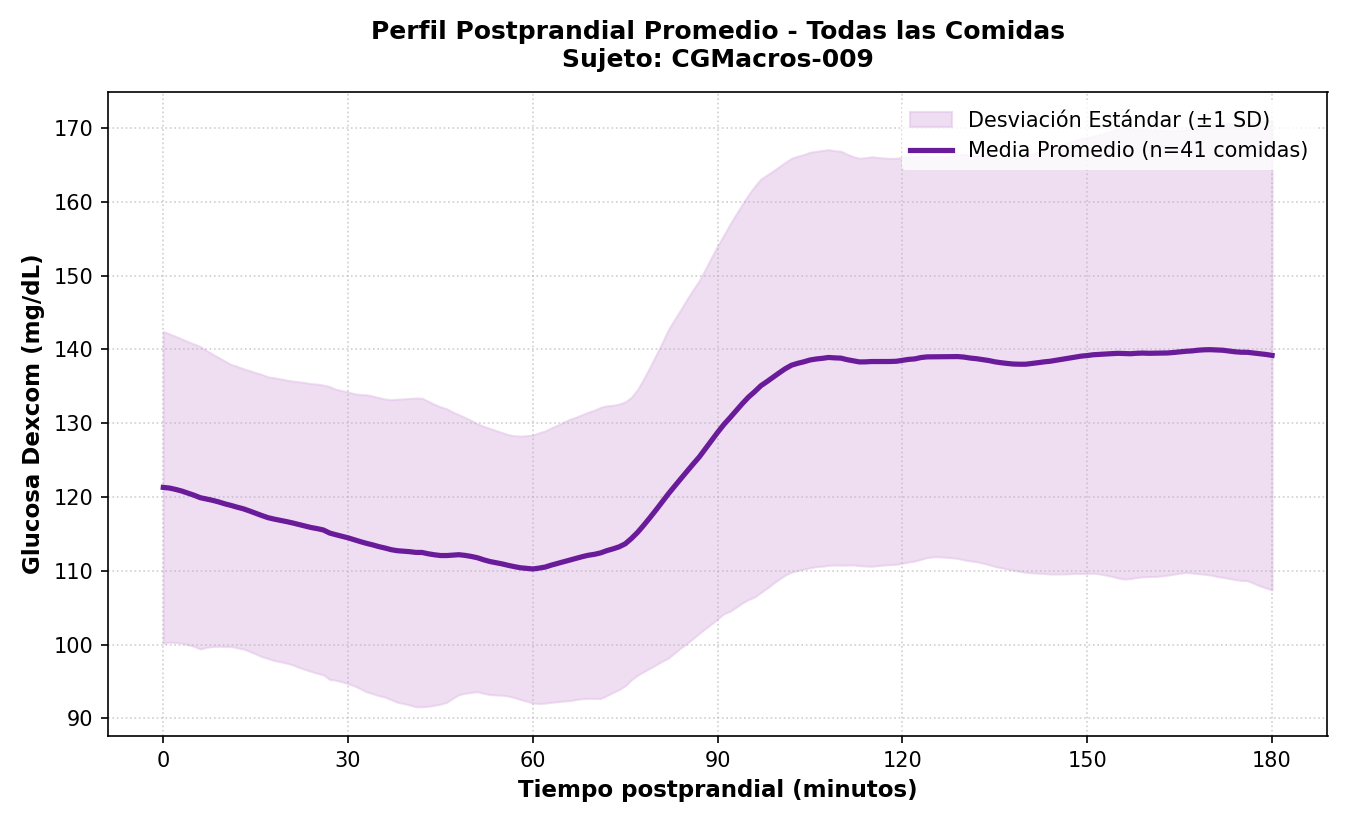 Perfil Postprandial Promedio - Todas las Comidas
Sujeto: CGMacros-009
Desviación Estándar (±1 SD)
Media Promedio (n=41 comidas)
Glucosa Dexcom (mg/dL)
170
160
150
140
130
120
110
100
90
0 30 60 90 120 150 180
Tiempo postprandial (minutos)